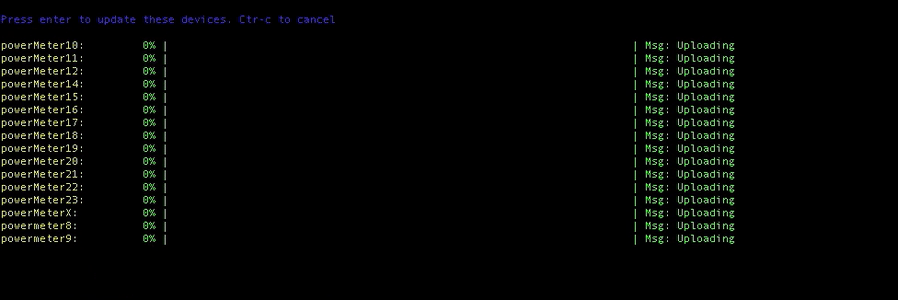 Press enter to update these devices. Ctr-c to cancel
powerMeter10: 0% | | Msg: Uploading
powerMeter11: 0% | | Msg: Uploading
powerMeter12: 0% | | Msg: Uploading
powerMeter14: 0% | | Msg: Uploading
powerMeter15: 0% | | Msg: Uploading
powerMeter16: 0% | | Msg: Uploading
powerMeter17: 0% | | Msg: Uploading
powerMeter18: 0% | | Msg: Uploading
powerMeter19: 0% | | Msg: Uploading
powerMeter20: 0% | | Msg: Uploading
powerMeter21: 0% | | Msg: Uploading
powerMeter22: 0% | | Msg: Uploading
powerMeter23: 0% | | Msg: Uploading
powerMeterX: 0% | | Msg: Uploading
powermeter8: 0% | | Msg: Uploading
powermeter9: 0% | | Msg: Uploading